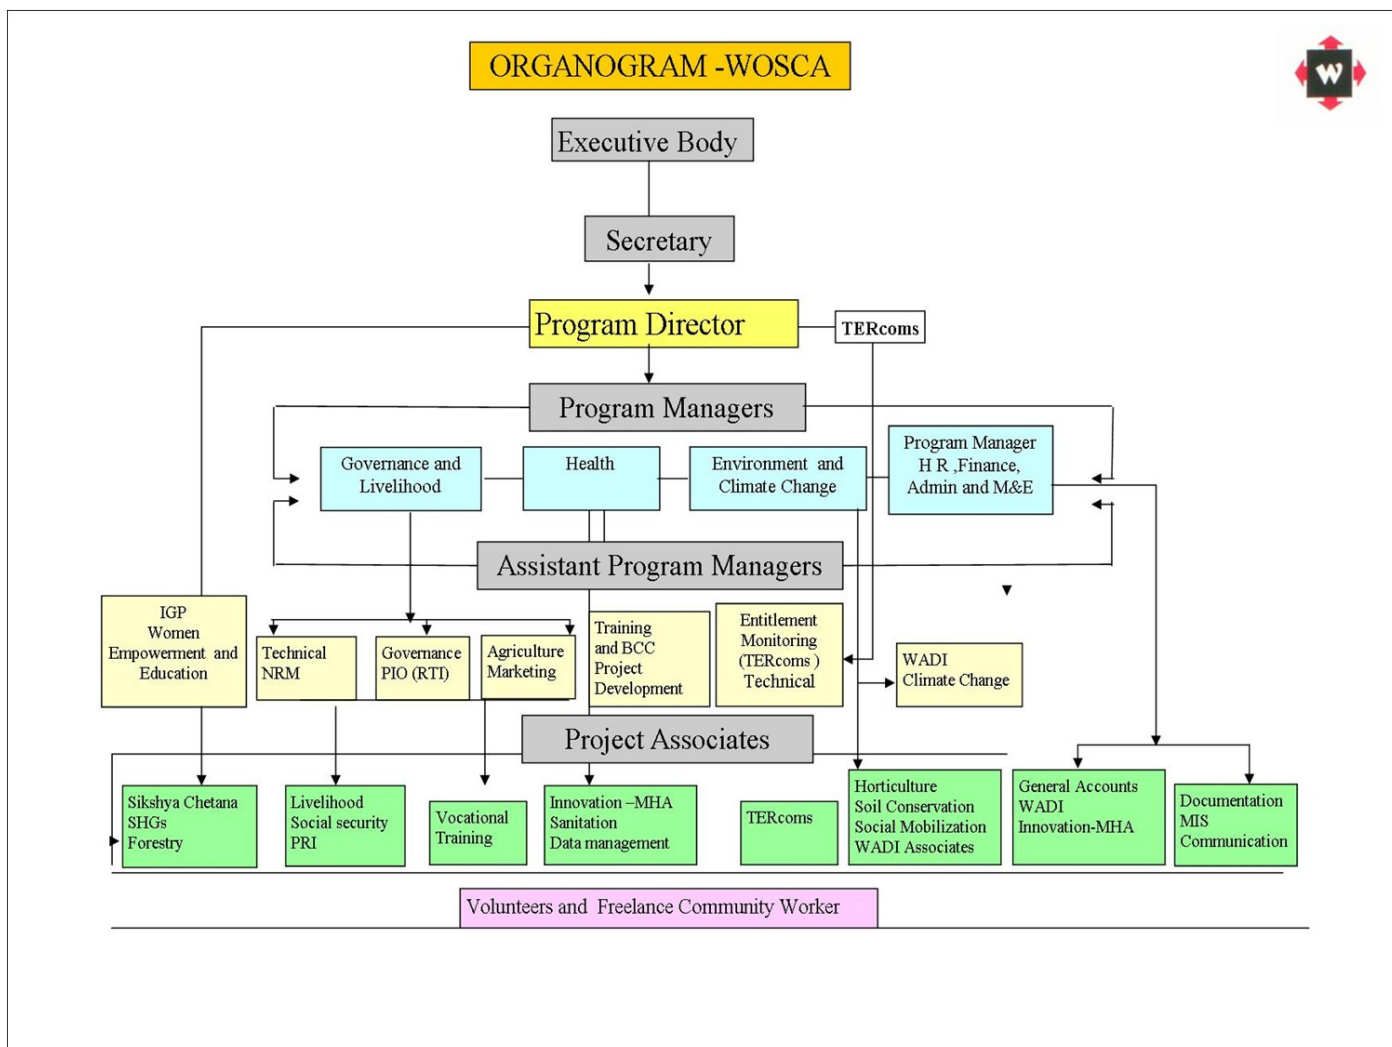 ORGANOGRAM -WOSCA
W
Executive Body
Secretary
Program Director
TERcoms
Program Managers
Governance and
Livelihood
Health
Environment and
Climate Change
Program Manager
H R ,Finance,
Admin and M&E
Assistant Program Managers
IGP
Women
Empowerment and
Education
Technical
NRM
Governance
PIO (RTI)
Agriculture
Marketing
Training
and BCC
Project
Development
Entitlement
Monitoring
(TERcoms )
Technical
WADI
Climate Change
Project Associates
Sikshya Chetana
SHGs
Forestry
Livelihood
Social security
PRI
Vocational
Training
Innovation –MHA
Sanitation
Data management
TERcoms
Horticulture
Soil Conservation
Social Mobilization
WADI Associates
General Accounts
WADI
Innovation-MHA
Documentation
MIS
Communication
Volunteers and Freelance Community Worker